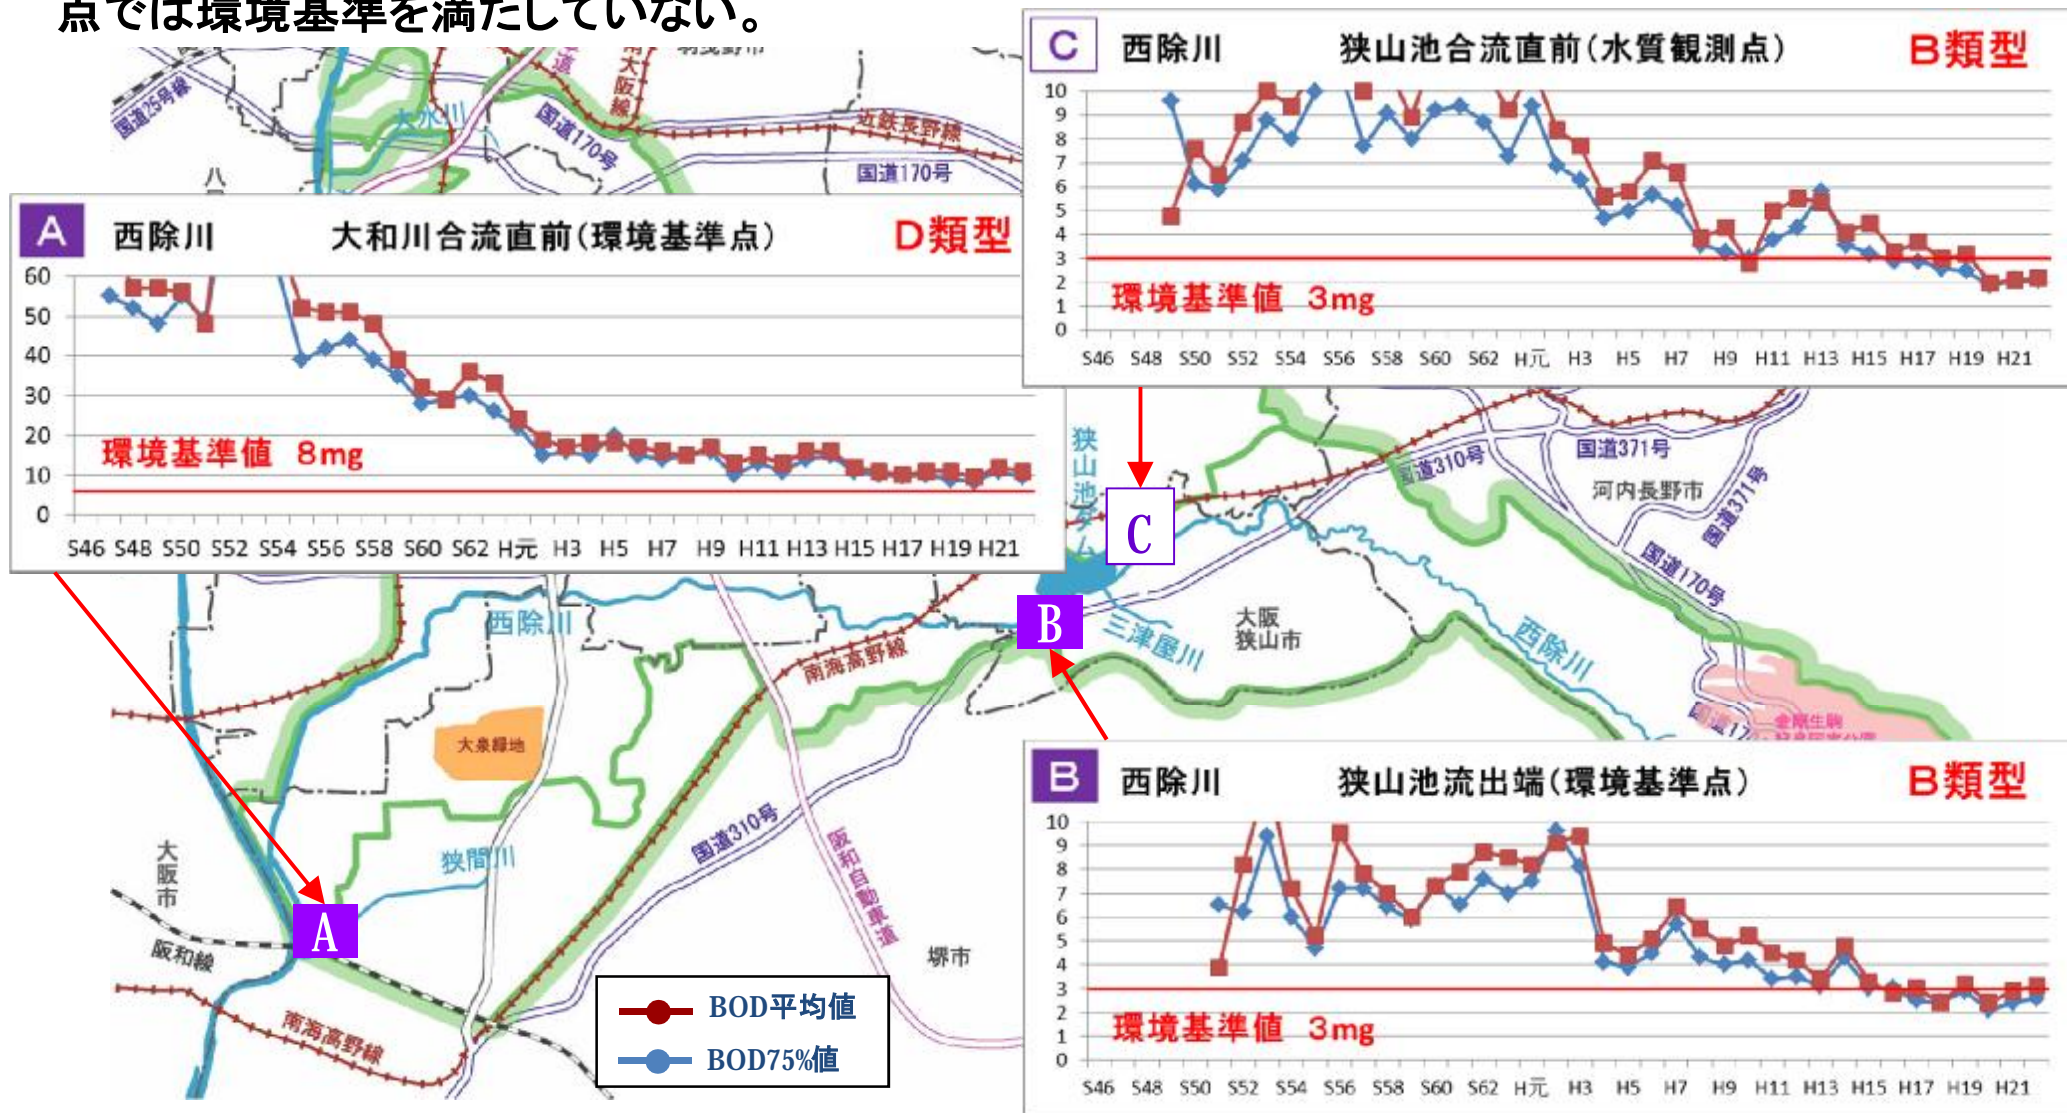 点では環境基準を満たしていない。
C 西除川 狭山池合流直前(水質観測点) B類型
10
9
8
7
6
5
4
3
2
1
0
環境基準値 3mg
S46 S48 S50 S52 S54 S56 S58 S60 S62 H元 H3 H5 H7 H9 H11 H13 H15 H17 H19 H21
国道25号線
大水川
南大阪線
国道170号
近鉄長野線
国道170号
A 西除川 大和川合流直前(環境基準点) D類型
60
50
40
30
20
10
0
環境基準値 8mg
S46 S48 S50 S52 S54 S56 S58 S60 S62 H元 H3 H5 H7 H9 H11 H13 H15 H17 H19 H21
狭山池ダム
C
国道310号
国道371号
河内長野市
国道371号
国道170号
西除川
B
三津屋川
大阪
狭山市
西除川
南海高野線
大泉緑地
金剛生駒
B 西除川 狭山池流出端(環境基準点) B類型
10
9
8
7
6
5
4
3
2
1
0
環境基準値 3mg
S46 S48 S50 S52 S54 S56 S58 S60 S62 H元 H3 H5 H7 H9 H11 H13 H15 H17 H19 H21
国道310号
阪和自動車道
大阪市
狭間川
A
阪和線
堺市
南海高野線
BOD平均値
BOD75%値